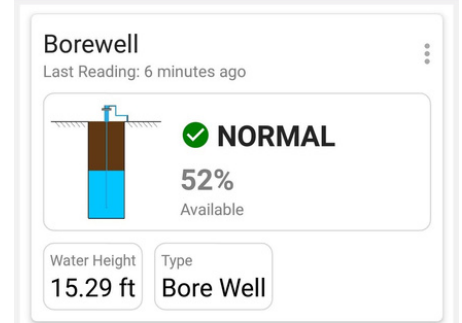 Borewell
Last Reading: 6 minutes ago
NORMAL
52%
Available
Water Height
15.29 ft
Type
Bore Well